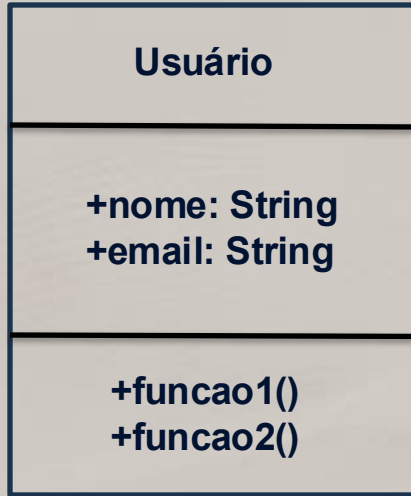 Usuário
+nome: String
+email: String
+funcao1()
+funcao2()